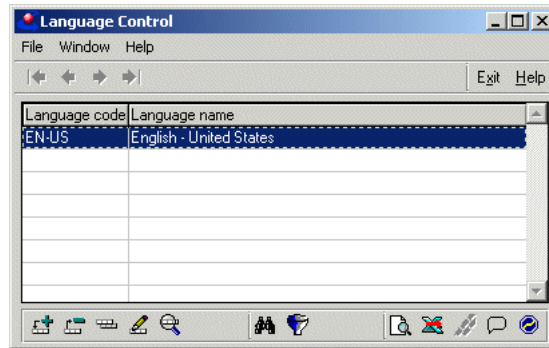 Language Control
File Window Help
Exit Help
Language code Language name
EN-US English - United States